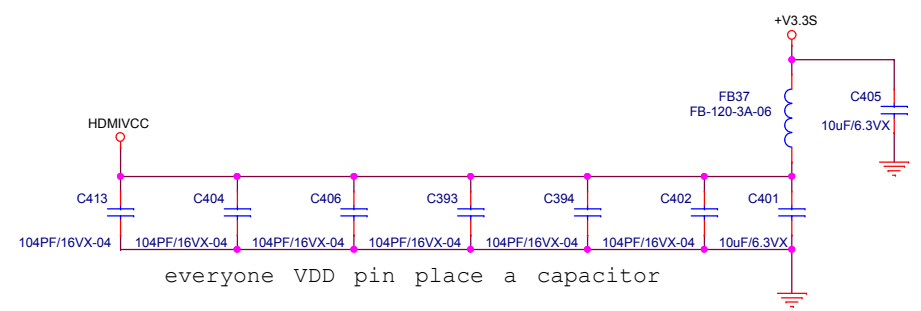 +V3.3S
FB37
FB-120-3A-06
C405
10uF/6.3VX
HDMIVCC
C413
C404
C406
C393
C394
C402
C401
104PF/16VX-04
104PF/16VX-04
104PF/16VX-04
104PF/16VX-04
104PF/16VX-04
104PF/16VX-04
10uF/6.3VX
everyone VDD pin place a capacitor